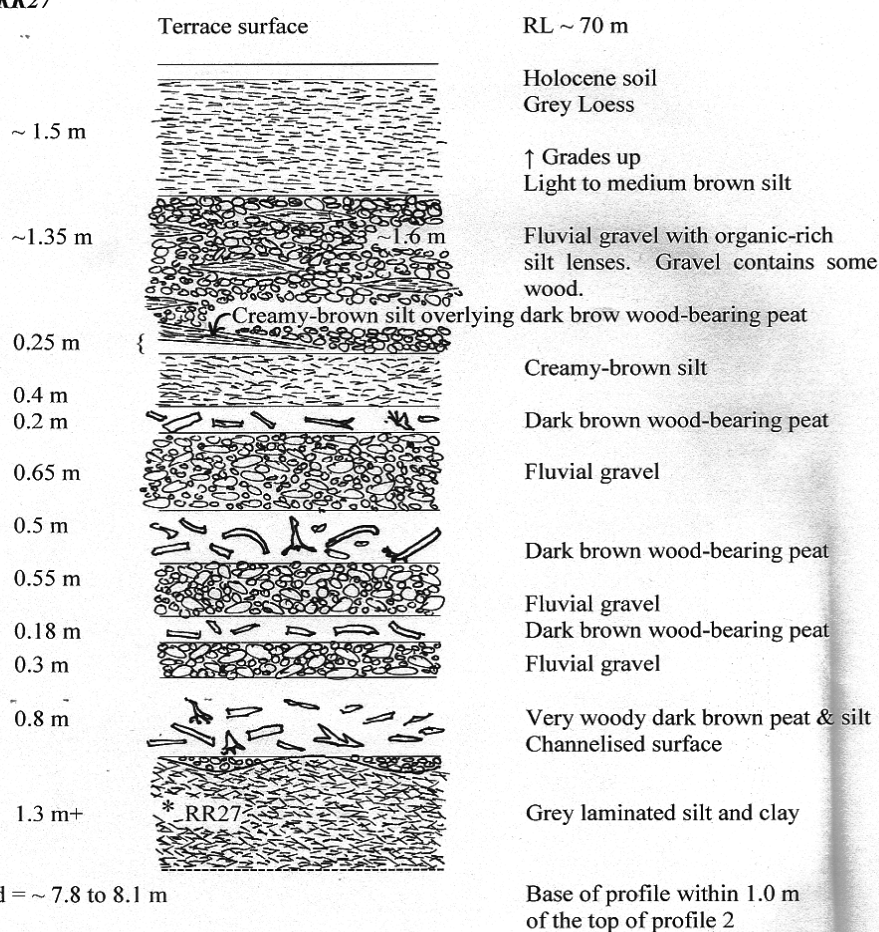 RR27
Terrace surface RL ~ 70 m
Holocene soil
Grey Loess
~ 1.5 m
↑ Grades up
Light to medium brown silt
~1.35 m ~1.6 m Fluvial gravel with organic-rich
silt lenses. Gravel contains some
wood.
Creamy-brown silt overlying dark brow wood-bearing peat
0.25 m {
Creamy-brown silt
0.4 m
0.2 m Dark brown wood-bearing peat
0.65 m Fluvial gravel
0.5 m
Dark brown wood-bearing peat
0.55 m
Fluvial gravel
0.18 m Dark brown wood-bearing peat
0.3 m Fluvial gravel
0.8 m Very woody dark brown peat & silt
Channelised surface
1.3 m+ * RR27 Grey laminated silt and clay
d = ~ 7.8 to 8.1 m Base of profile within 1.0 m
of the top of profile 2